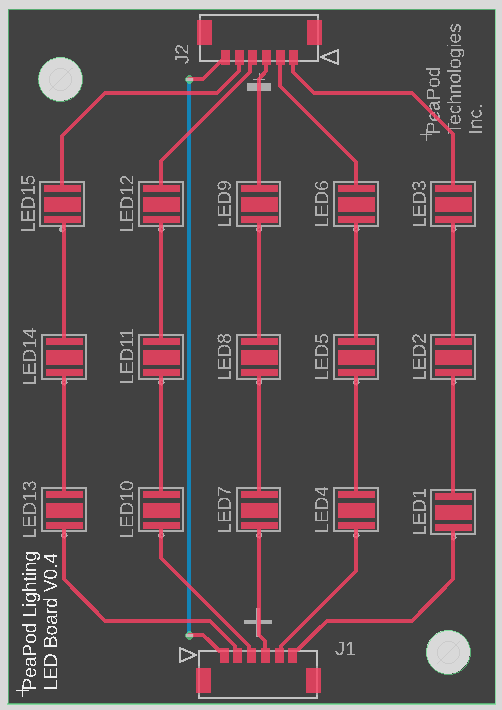 J2
PeaPod
Technologies
Inc.
LED15
LED12
LED9
LED6
LED3
LED14
LED11
LED8
LED5
LED2
LED13
LED10
LED7
LED4
LED1
PeaPod Lighting
LED Board V0.4
J1